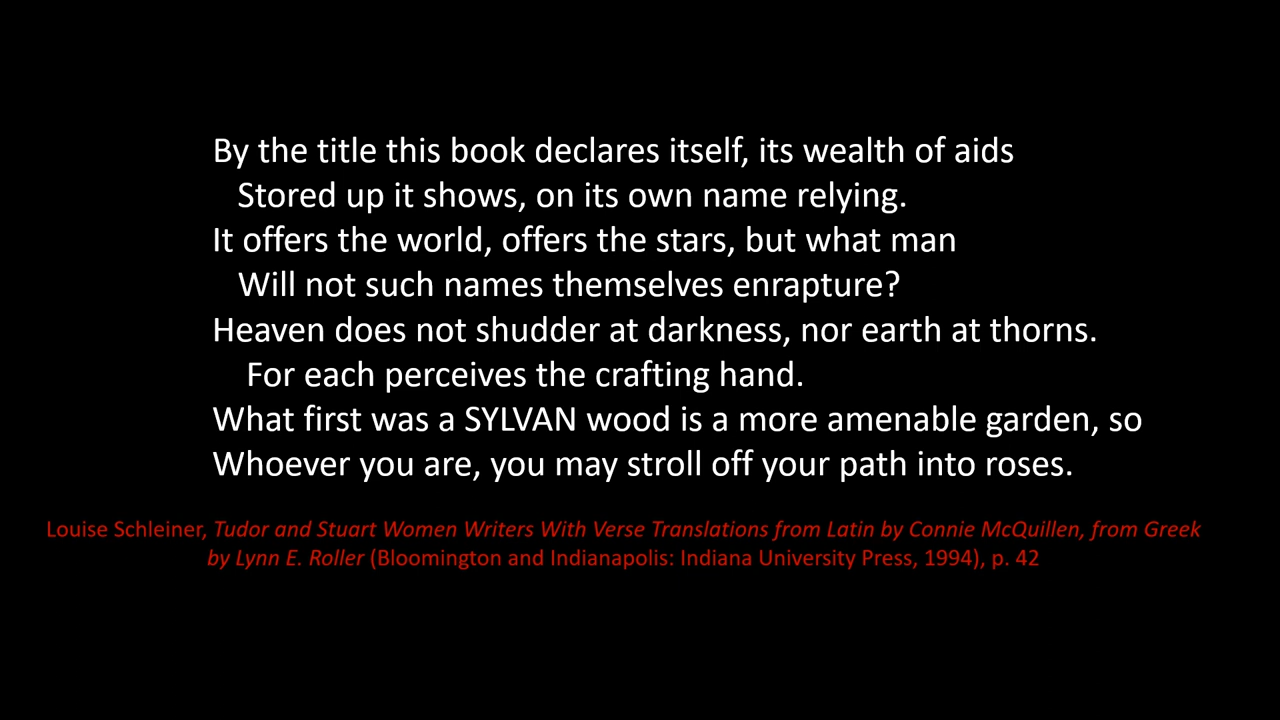 By the title this book declares itself, its wealth of aids
Stored up it shows, on its own name relying.
It offers the world, offers the stars, but what man
Will not such names themselves enrapture?
Heaven does not shudder at darkness, nor earth at thorns.
For each perceives the crafting hand.
What first was a SYLVAN wood is a more amenable garden, so
Whoever you are, you may stroll off your path into roses.
Louise Schleiner, Tudor and Stuart Women Writers With Verse Translations from Latin by Connie McQuillen, from Greek
by Lynn E. Roller (Bloomington and Indianapolis: Indiana University Press, 1994), p. 42